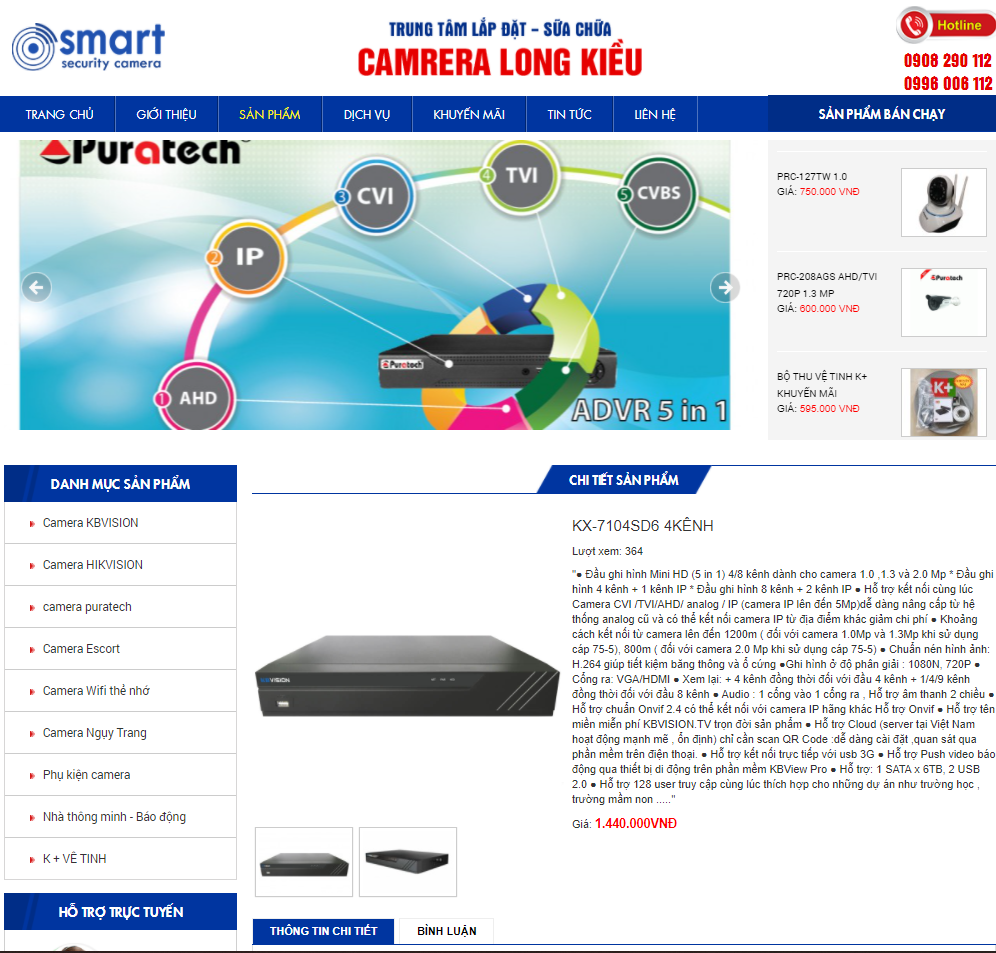 smart
security camera
TRUNG TÂM LẮP ĐẶT – SỮA CHỮA
CAMRERA LONG KIỀU
Hotline
0908 290 112
0996 006 112
TRANG CHỦ
GIỚI THIỆU
SẢN PHẨM
DỊCH VỤ
KHUYẾN MÃI
TIN TỨC
LIÊN HỆ
SẢN PHẨM BÁN CHẠY
Puratech
1 AHD
2 IP
3 CVI
4 TVI
5 CVBS
Puratech
ADVR 5 in 1
PRC-127TW 1.0
GIÁ: 750.000 VNĐ
PRC-208AGS AHD/TVI
720P 1.3 MP
GIÁ: 600.000 VNĐ
Puratech
BỘ THU VỆ TINH K+
KHUYẾN MÃI
GIÁ: 595.000 VNĐ
K+
DANH MỤC SẢN PHẨM
Camera KBVISION
Camera HIKVISION
camera puratech
Camera Escort
Camera Wifi thẻ nhớ
Camera Ngụy Trang
Phụ kiện camera
Nhà thông minh - Báo động
K + VÊ TINH
HỖ TRỢ TRỰC TUYẾN
CHI TIẾT SẢN PHẨM
KBVISION
KX-7104SD6 4KÊNH
Lượt xem: 364
"● Đầu ghi hình Mini HD (5 in 1) 4/8 kênh dành cho camera 1.0 ,1.3 và 2.0 Mp * Đầu ghi
hình 4 kênh + 1 kênh IP * Đầu ghi hình 8 kênh + 2 kênh IP ● Hỗ trợ kết nối cùng lúc
Camera CVI /TVI/AHD/ analog / IP (camera IP lên đến 5Mp)dễ dàng nâng cấp từ hệ
thống analog cũ và có thể kết nối camera IP từ địa điểm khác giảm chi phí ● Khoảng
cách kết nối từ camera lên đến 1200m ( đối với camera 1.0Mp và 1.3Mp khi sử dụng
cáp 75-5), 800m ( đối với camera 2.0 Mp khi sử dụng cáp 75-5) ● Chuẩn nén hình ảnh:
H.264 giúp tiết kiệm băng thông và ổ cứng ●Ghi hình ở độ phân giải : 1080N, 720P ●
Cổng ra: VGA/HDMI ● Xem lại: + 4 kênh đồng thời đối với đầu 4 kênh + 1/4/9 kênh
đồng thời đối với đầu 8 kênh ● Audio : 1 cổng vào 1 cổng ra , Hỗ trợ âm thanh 2 chiều ●
Hỗ trợ chuẩn Onvif 2.4 có thể kết nối với camera IP hãng khác Hỗ trợ Onvif ● Hỗ trợ tên
miền miễn phí KBVISION.TV trọn đời sản phẩm ● Hỗ trợ Cloud (server tại Việt Nam
hoạt động mạnh mẽ , ổn định) chỉ cần scan QR Code :dễ dàng cài đặt ,quan sát qua
phần mềm trên điện thoại. ● Hỗ trợ kết nối trực tiếp với usb 3G ● Hỗ trợ Push video báo
động qua thiết bị di động trên phần mềm KBView Pro ● Hỗ trợ: 1 SATA x 6TB, 2 USB
2.0 ● Hỗ trợ 128 user truy cập cùng lúc thích hợp cho những dự án như trường học ,
trường mầm non ....."
Giá: 1.440.000VNĐ
THÔNG TIN CHI TIẾT
BÌNH LUẬN